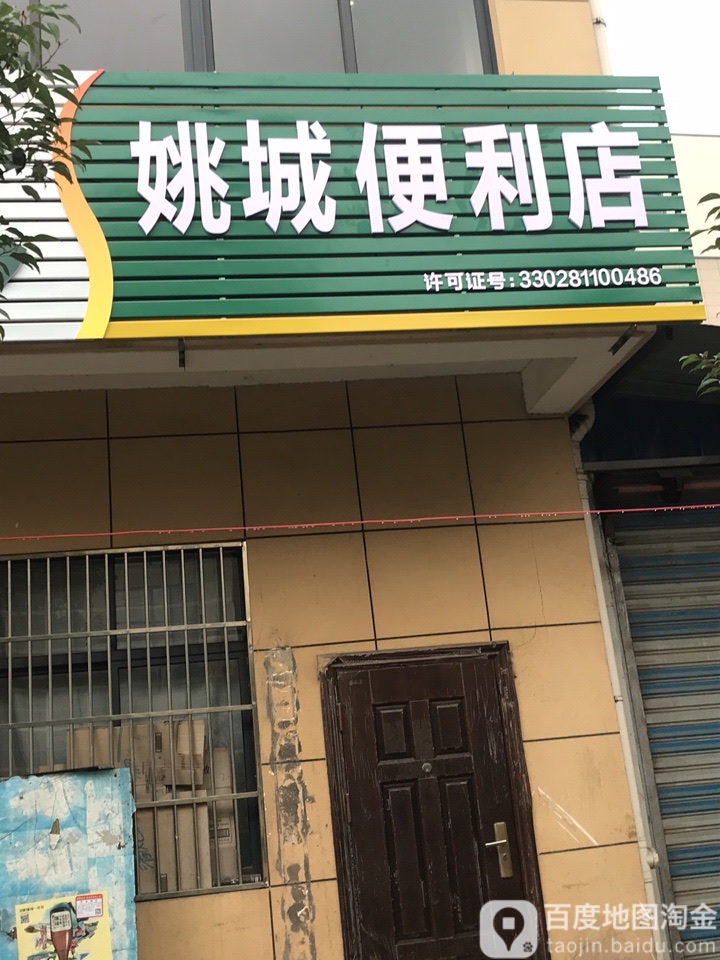 姚城便利店
许可证号:330281100486
百度地图淘金
taojin.baidu.com